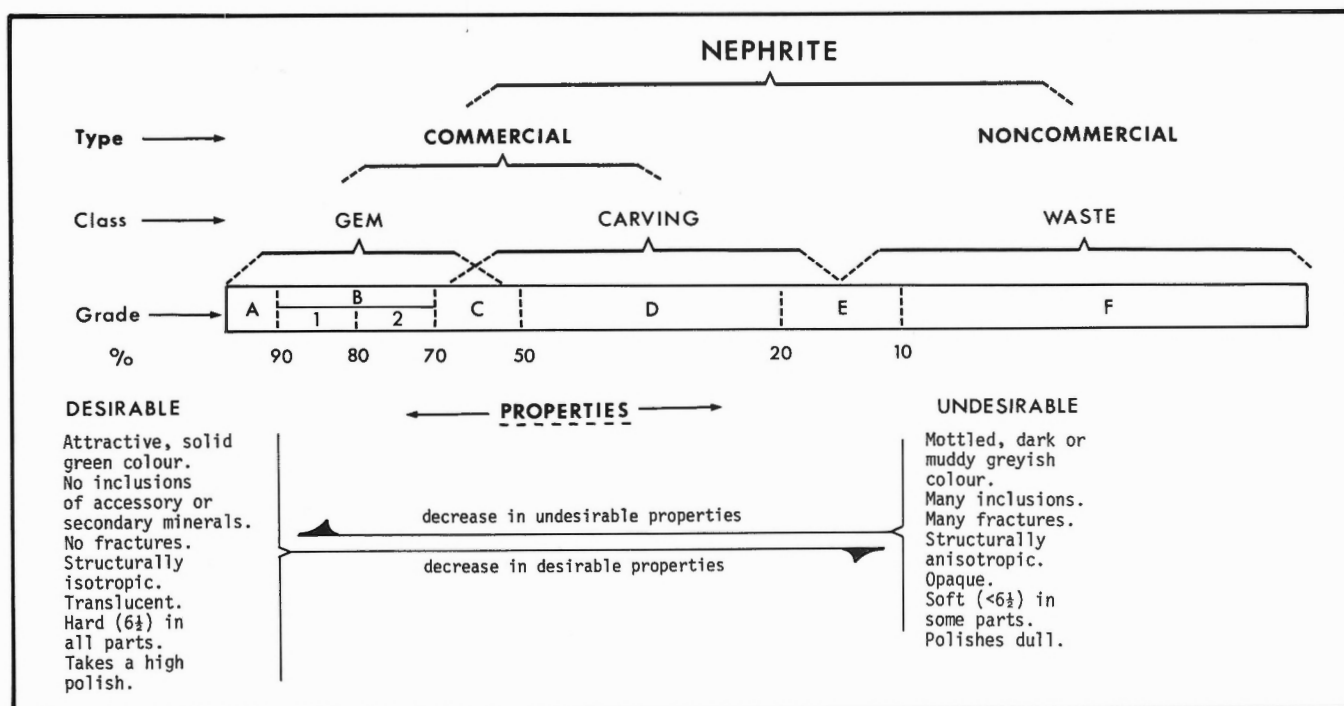 NEPHRITE
Type
COMMERCIAL
NONCOMMERCIAL
Class
GEM
CARVING
WASTE
Grade
A
B
1
2
C
D
E
F
%
90
80
70
50
20
10
DESIRABLE
PROPERTIES
UNDESIRABLE
Attractive, solid
green colour.
No inclusions
of accessory or
secondary minerals.
No fractures.
Structurally
isotropic.
Translucent.
Hard (6½) in
all parts.
Takes a high
polish.
decrease in undesirable properties
decrease in desirable properties
Mottled, dark or
muddy greyish
colour.
Many inclusions.
Many fractures.
Structurally
anisotropic.
Opaque.
Soft (<6½) in
some parts.
Polishes dull.